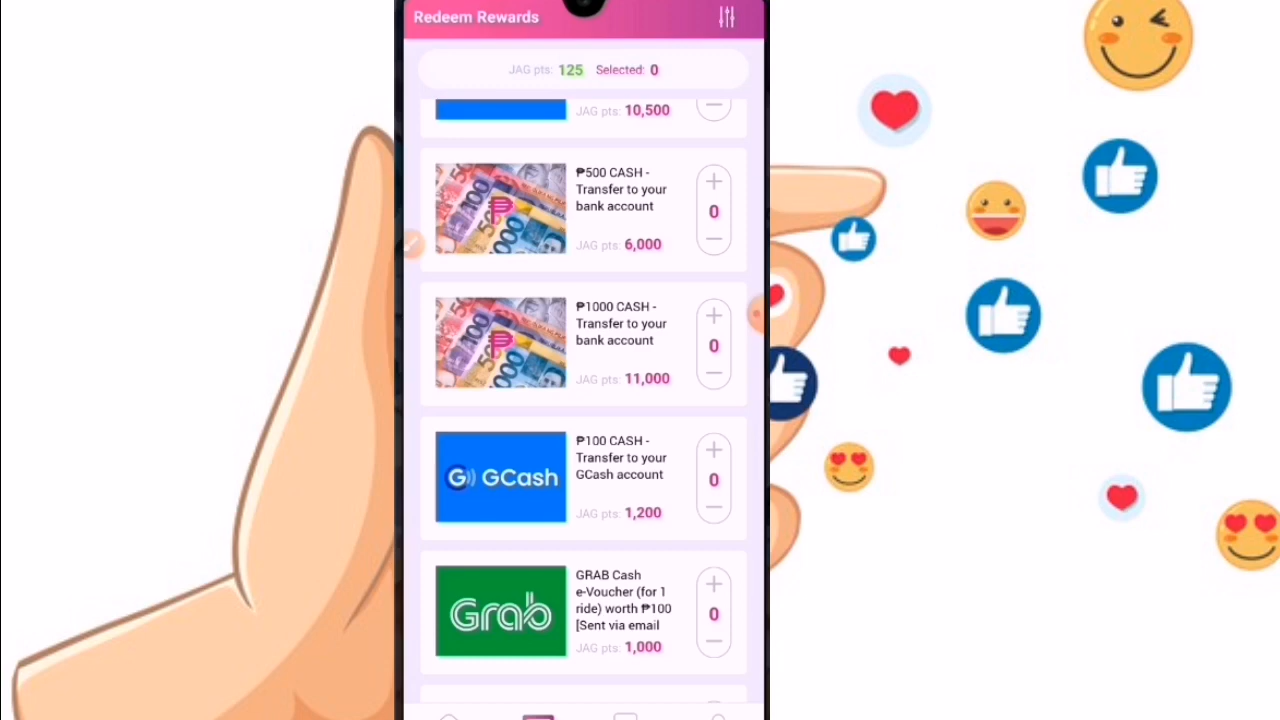 Redeem Rewards
JAG pts: 125 Selected: 0
JAG pts: 10,500
₱500 CASH -
Transfer to your
bank account
0
JAG pts: 6,000
₱1000 CASH -
Transfer to your
bank account
0
JAG pts: 11,000
₱100 CASH -
Transfer to your
GCash account
GCash
0
JAG pts: 1,200
GRAB Cash
e-Voucher (for 1
ride) worth ₱100
[Sent via email
Grab
0
JAG pts: 1,000